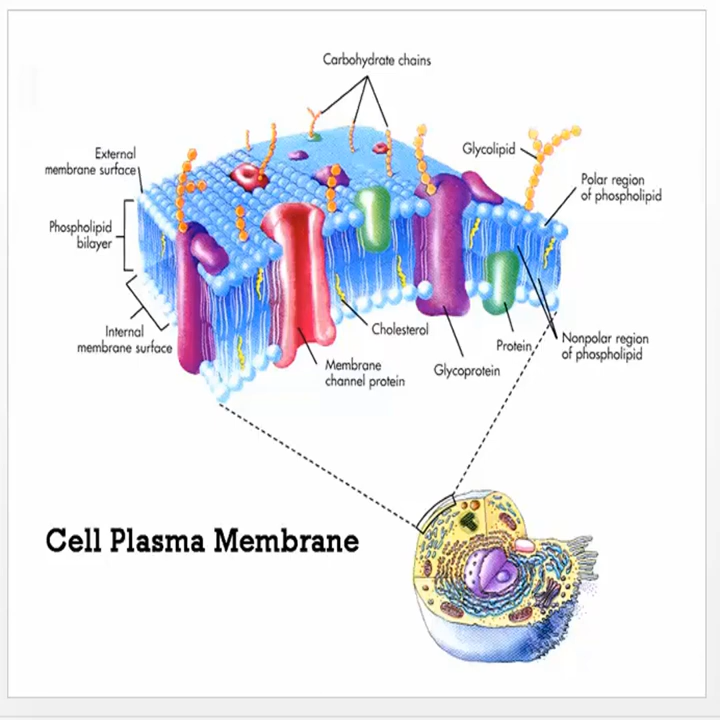 Carbohydrate chains
External
membrane surface
Glycolipid
Polar region
of phospholipid
Phospholipid
bilayer
Internal
membrane surface
Cholesterol
Membrane
channel protein
Glycoprotein
Protein
Nonpolar region
of phospholipid
Cell Plasma Membrane